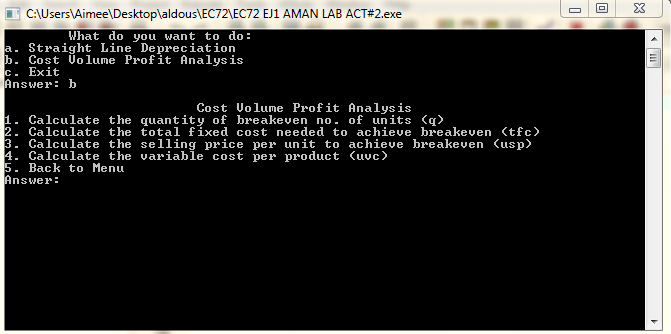 C:\Users\Aimee\Desktop\aldous\EC72\EC72 EJ1 AMAN LAB ACT#2.exe
What do you want to do:
a. Straight Line Depreciation
b. Cost Volume Profit Analysis
c. Exit
Answer: b
Cost Volume Profit Analysis
1. Calculate the quantity of breakeven no. of units (q)
2. Calculate the total fixed cost needed to achieve breakeven (tfc)
3. Calculate the selling price per unit to achieve breakeven (usp)
4. Calculate the variable cost per product (uvc)
5. Back to Menu
Answer: